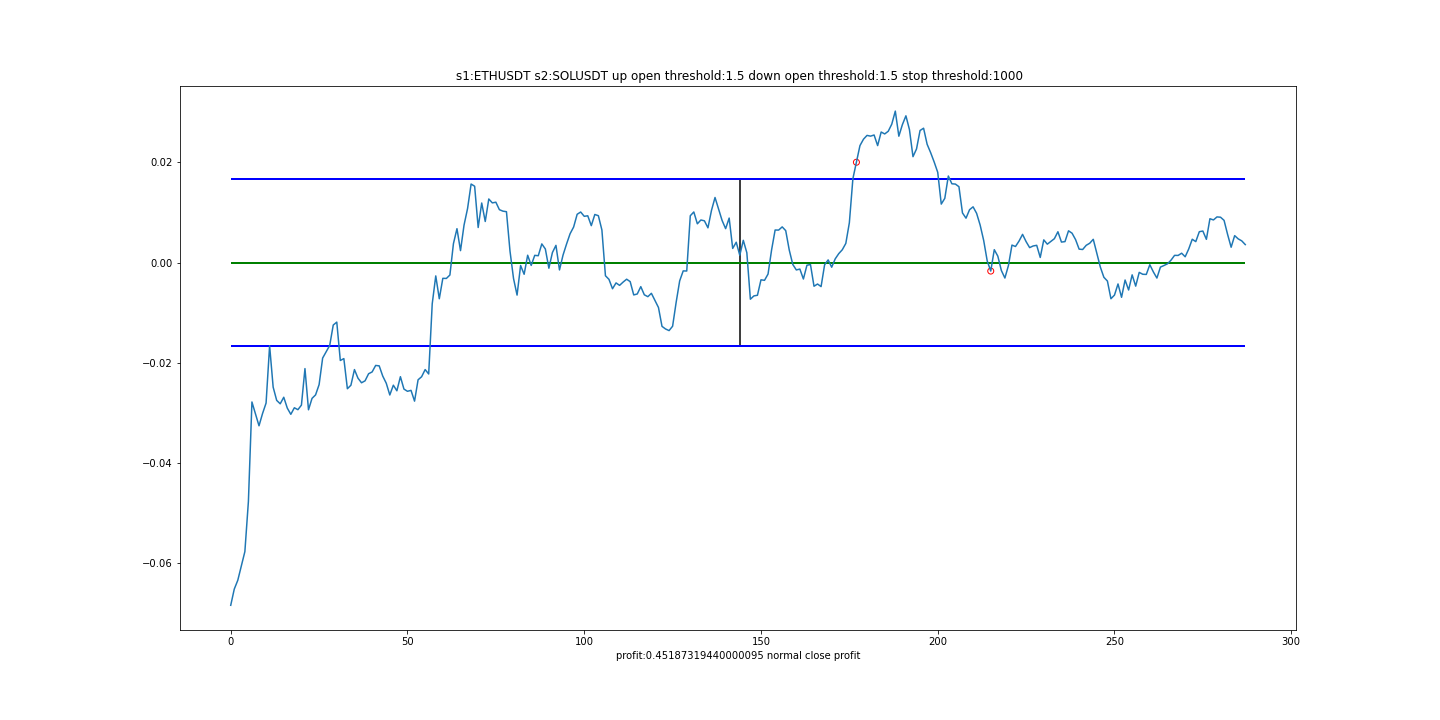 s1:ETHUSDT s2:SOLUSDT up open threshold:1.5 down open threshold:1.5 stop threshold:1000
0.02
0.00
−0.02
−0.04
−0.06
0 50 100 150 200 250 300
profit:0.45187319440000095 normal close profit